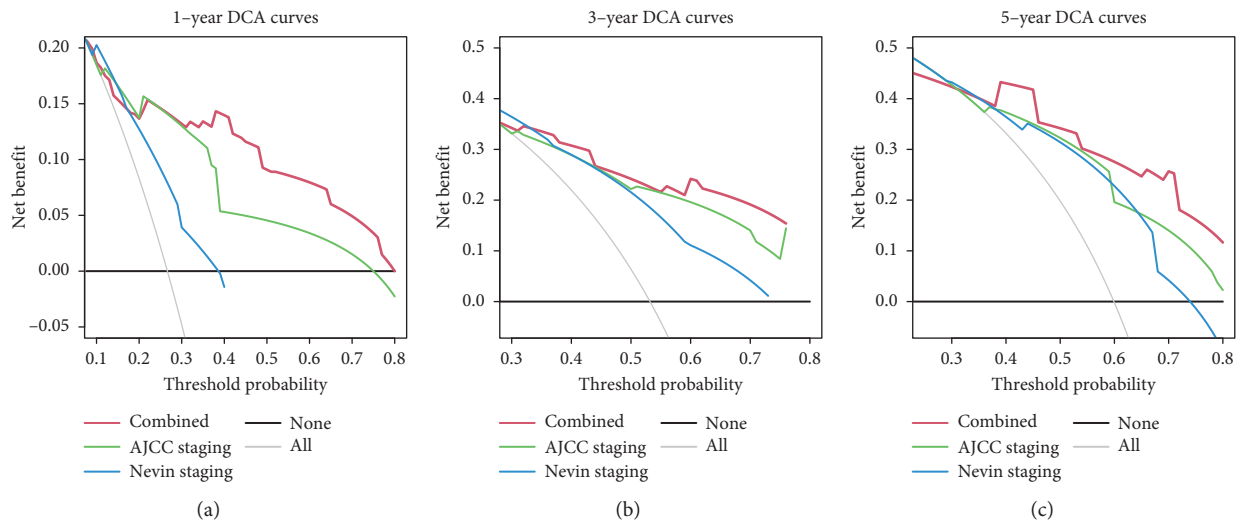 1–year DCA curves
0.20
0.15
0.10
0.05
0.00
–0.05
Net benefit
0.1 0.2 0.3 0.4 0.5 0.6 0.7 0.8
Threshold probability
Combined None
AJCC staging All
Nevin staging
(a)
3–year DCA curves
0.5
0.4
0.3
0.2
0.1
0.0
Net benefit
0.3 0.4 0.5 0.6 0.7 0.8
Threshold probability
Combined None
AJCC staging All
Nevin staging
(b)
5–year DCA curves
0.5
0.4
0.3
0.2
0.1
0.0
Net benefit
0.3 0.4 0.5 0.6 0.7 0.8
Threshold probability
Combined None
AJCC staging All
Nevin staging
(c)